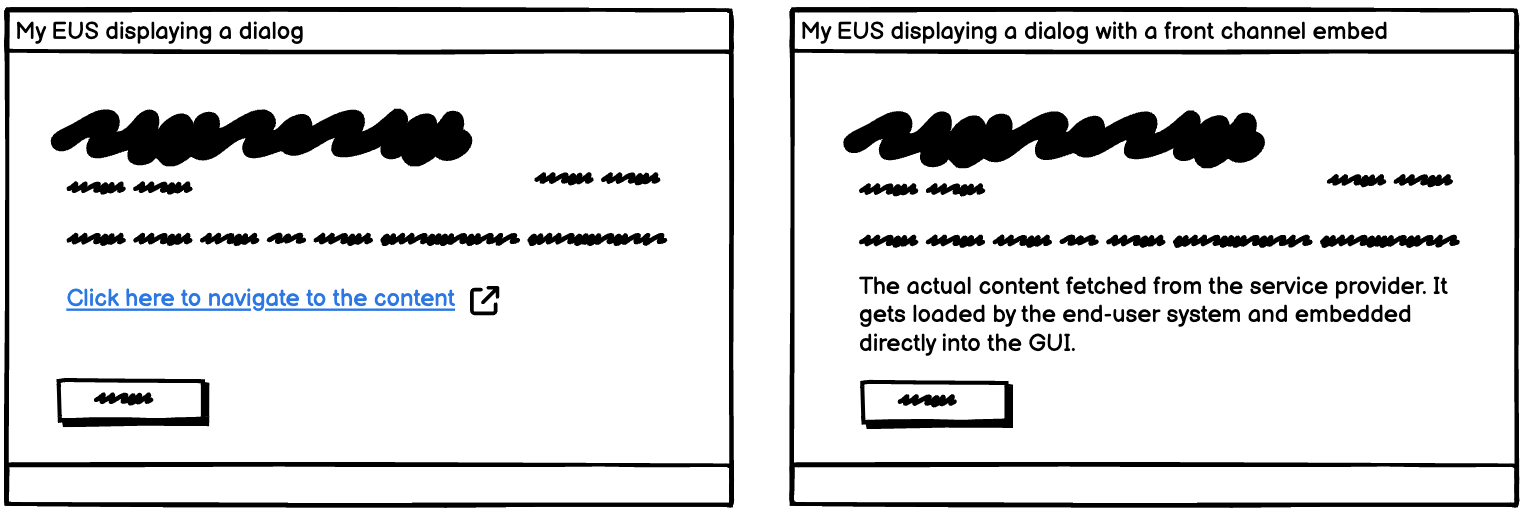 My EUS displaying a dialog
Click here to navigate to the content
My EUS displaying a dialog with a front channel embed
The actual content fetched from the service provider. It
gets loaded by the end-user system and embedded
directly into the GUI.